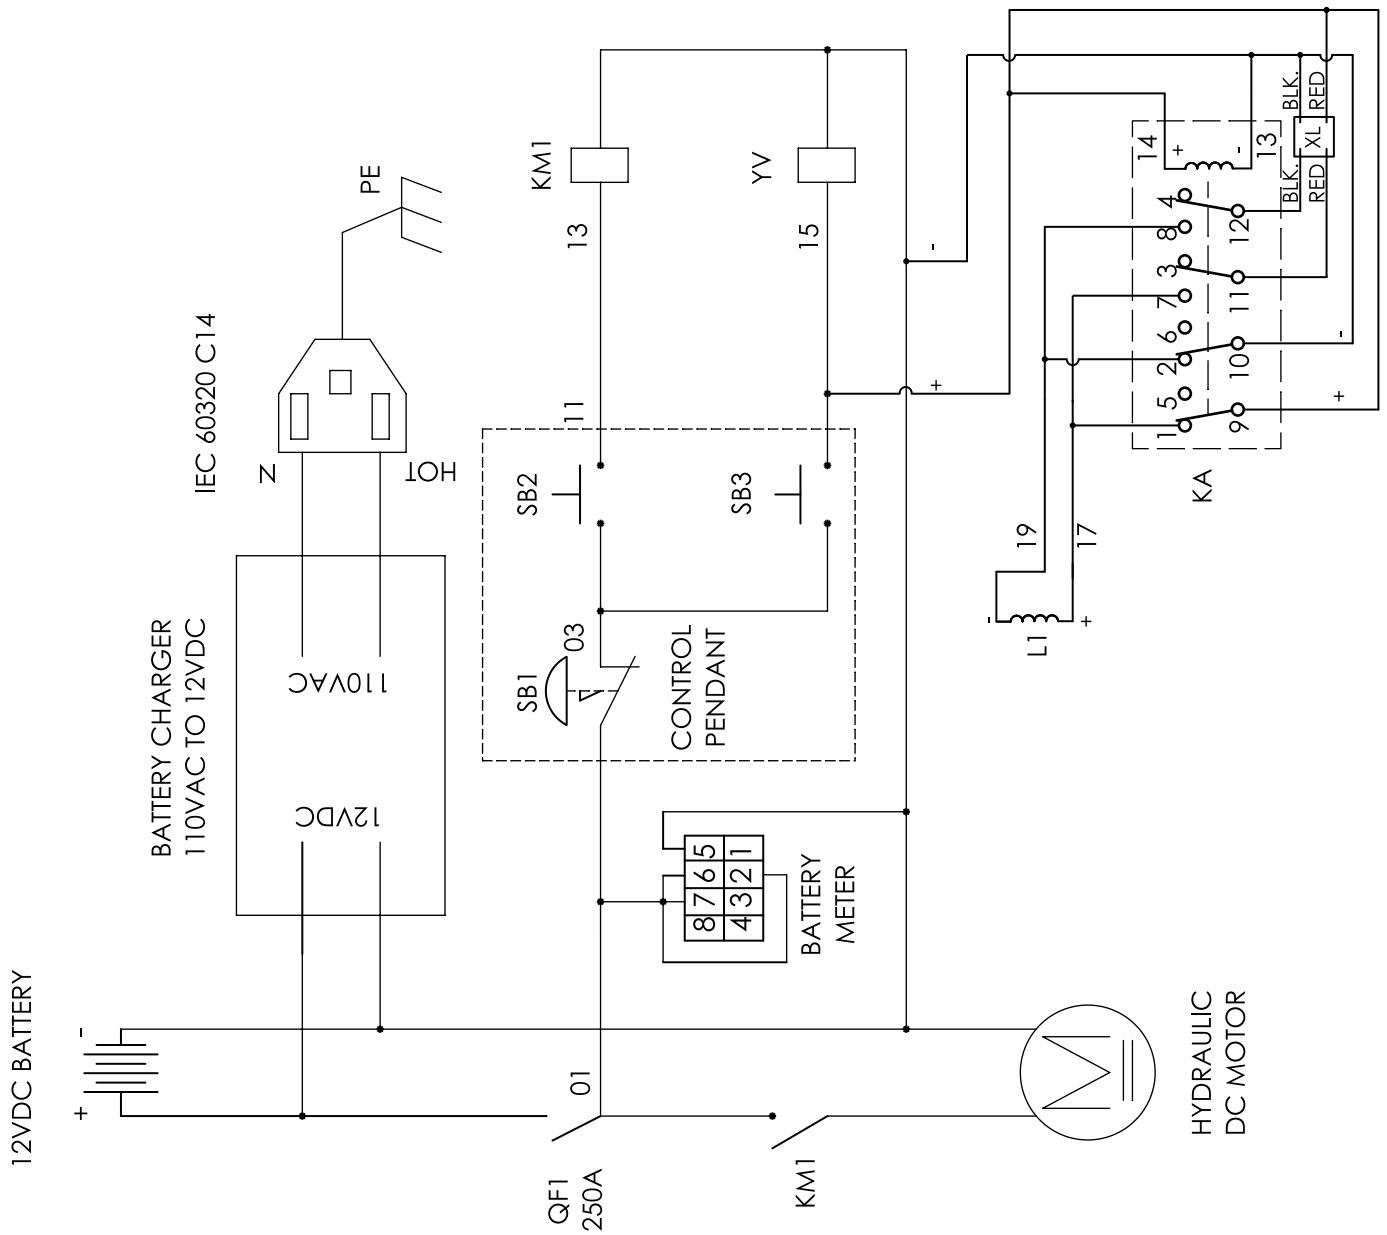 12VDC BATTERY
+
-
BATTERY CHARGER
110VAC TO 12VDC
12VDC
110VAC
IEC 60320 C14
N
HOT
PE
QF1
250A
01
KM1
HYDRAULIC
DC MOTOR
M
BATTERY
METER
8 7 6 5
4 3 2 1
CONTROL
PENDANT
SB1
03
SB2
SB3
11
13
KM1
15
YV
-
+
L1
-
+
19
17
KA
1 5 2 6 7 3 8 4
9 10 11 12
14
13
+
-
+
-
BLK.
RED
XL
BLK.
RED